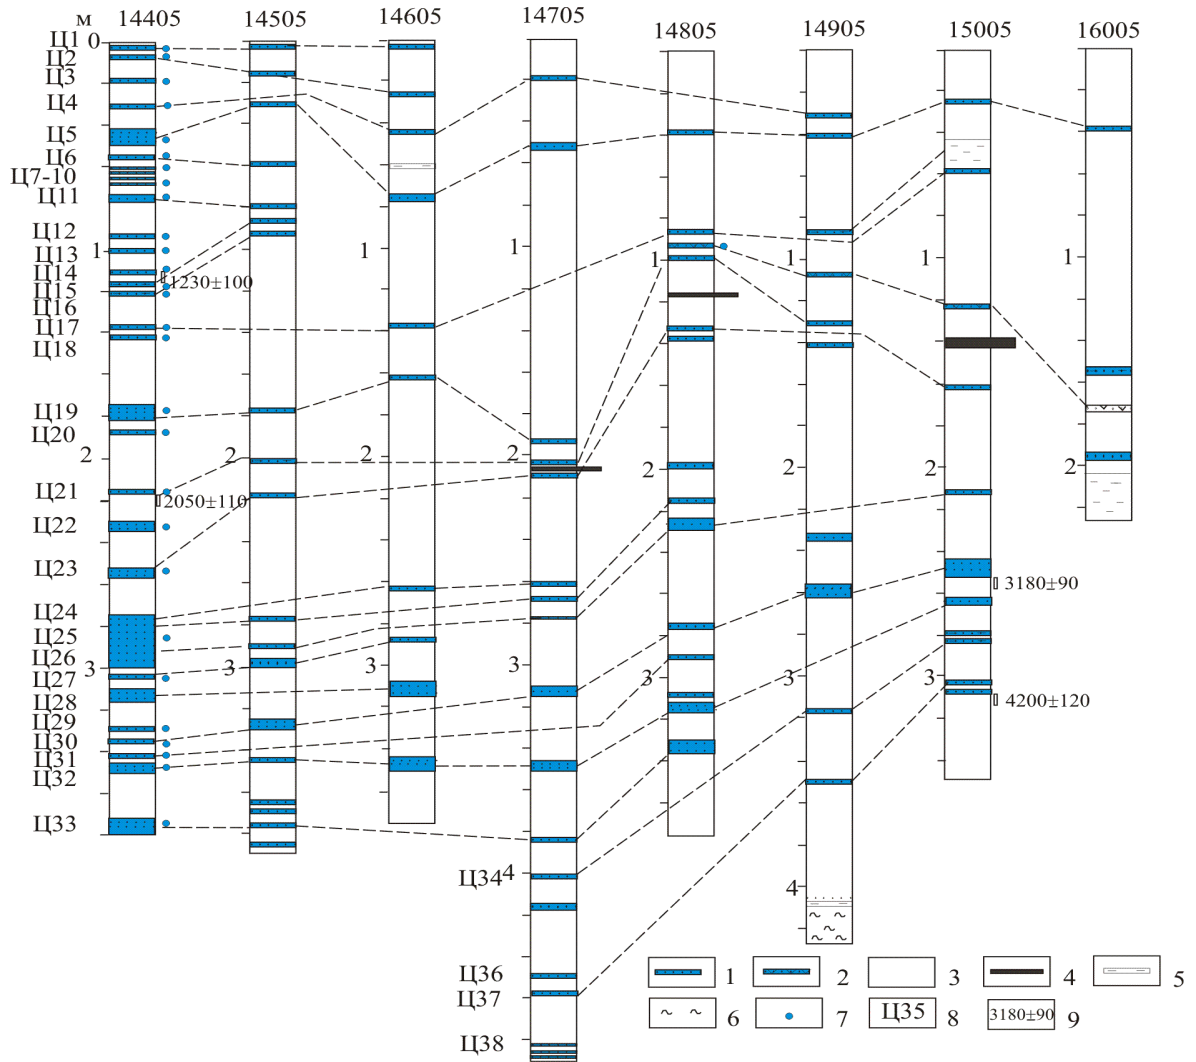 14405 14505 14605 14705 14805 14905 15005 16005
м
Ц1 0
Ц2
Ц3
Ц4
Ц5
Ц6
Ц7-10
Ц11
Ц12
Ц13
1 1 1 1 1 1 1
Ц14
1230±100
Ц15
Ц16
Ц17
Ц18
Ц19
Ц20
2 2 2 2 2 2 2 2
Ц21
2050±110
Ц22
Ц23
3180±90
Ц24
Ц25
Ц26
3 3 3 3 3 3 3
Ц27
Ц28
4200±120
Ц29
Ц30
Ц31
Ц32
Ц33
Ц34 4
4
Ц36
Ц37
Ц38
1 2 3 4 5
6 7 Ц35 8 3180±90 9